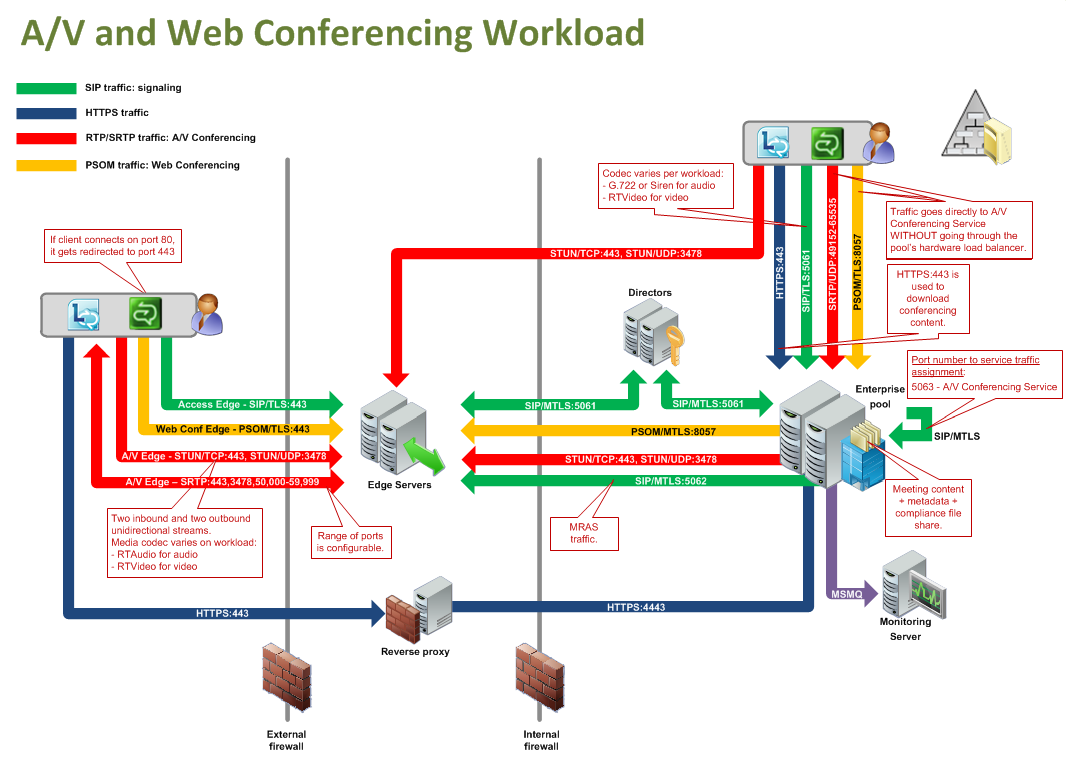 A/V and Web Conferencing Workload
SIP traffic: signaling
HTTPS traffic
RTP/SRTP traffic: A/V Conferencing
PSOM traffic: Web Conferencing
Codec varies per workload:
- G.722 or Siren for audio
- RTVideo for video
Traffic goes directly to A/V
Conferencing Service
WITHOUT going through the
pool's hardware load balancer.
HTTPS:443
SIP/TLS:5061
SRTP/UDP:49152-65535
PSOM/TLS:8057
HTTPS:443 is
used to
download
conferencing
content.
If client connects on port 80,
it gets redirected to port 443
STUN/TCP:443, STUN/UDP:3478
Directors
Port number to service traffic
assignment:
5063 - A/V Conferencing Service
Enterprise
pool
SIP/MTLS
Access Edge - SIP/TLS:443
Web Conf Edge - PSOM/TLS:443
A/V Edge - STUN/TCP:443, STUN/UDP:3478
A/V Edge – SRTP:443,3478,50,000-59,999
Edge Servers
SIP/MTLS:5061
SIP/MTLS:5061
PSOM/MTLS:8057
STUN/TCP:443, STUN/UDP:3478
SIP/MTLS:5062
Two inbound and two outbound
unidirectional streams.
Media codec varies on workload:
- RTAudio for audio
- RTVideo for video
Range of ports
is configurable.
MRAS
traffic.
Meeting content
+ metadata +
compliance file
share.
HTTPS:443
Reverse proxy
HTTPS:4443
MSMQ
Monitoring
Server
External
firewall
Internal
firewall